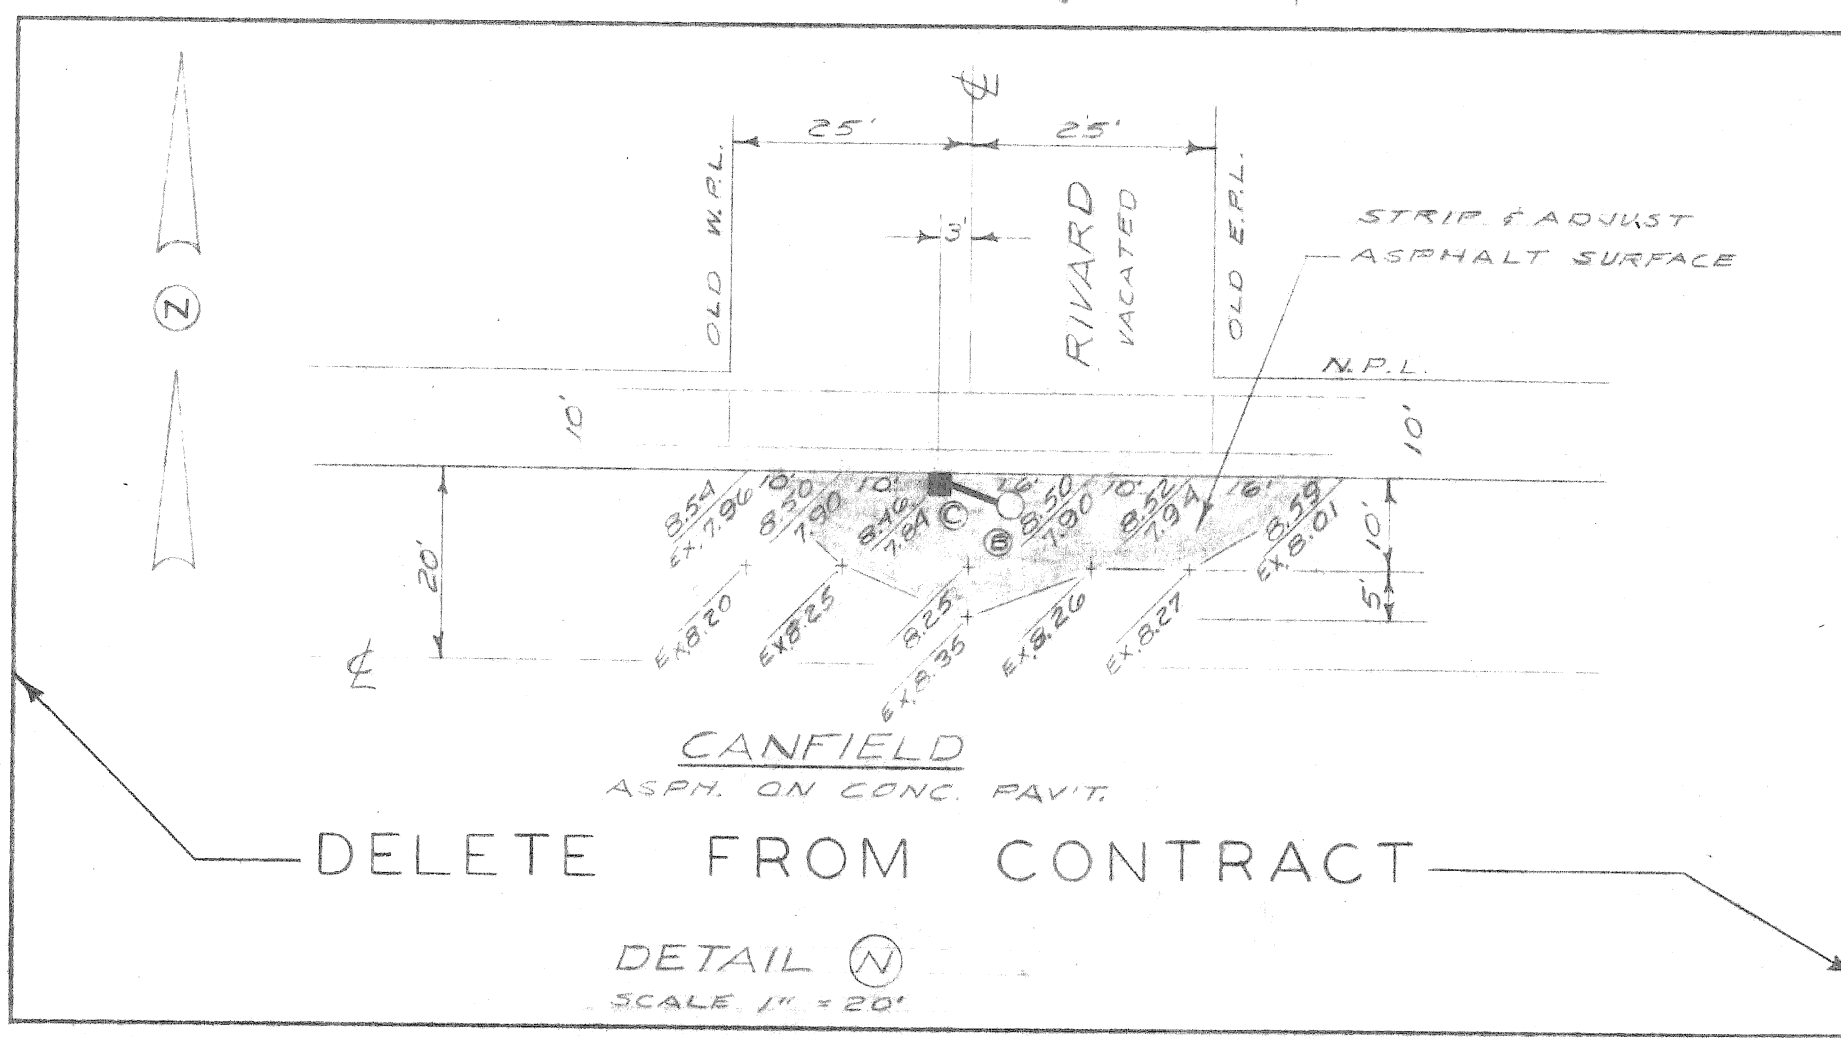 ℄
25' 25'
OLD W.P.L.
3'
RIVARD
VACATED
OLD E.P.L.
STRIP & ADJUST
ASPHALT SURFACE
N
N.P.L.
10' 10'
8.54
EX. 7.96
10'
8.50
7.90
10'
8.46
7.84
C
B
16'
8.50
7.90
10'
8.52
7.94
16'
8.59
EX. 8.01
20'
10'
5'
EX 8.20
EX 8.25
8.25
EX. 8.35
EX. 8.26
EX. 8.27
℄
CANFIELD
ASPH. ON CONC. PAV'T.
DELETE FROM CONTRACT
DETAIL N
SCALE 1" = 20'